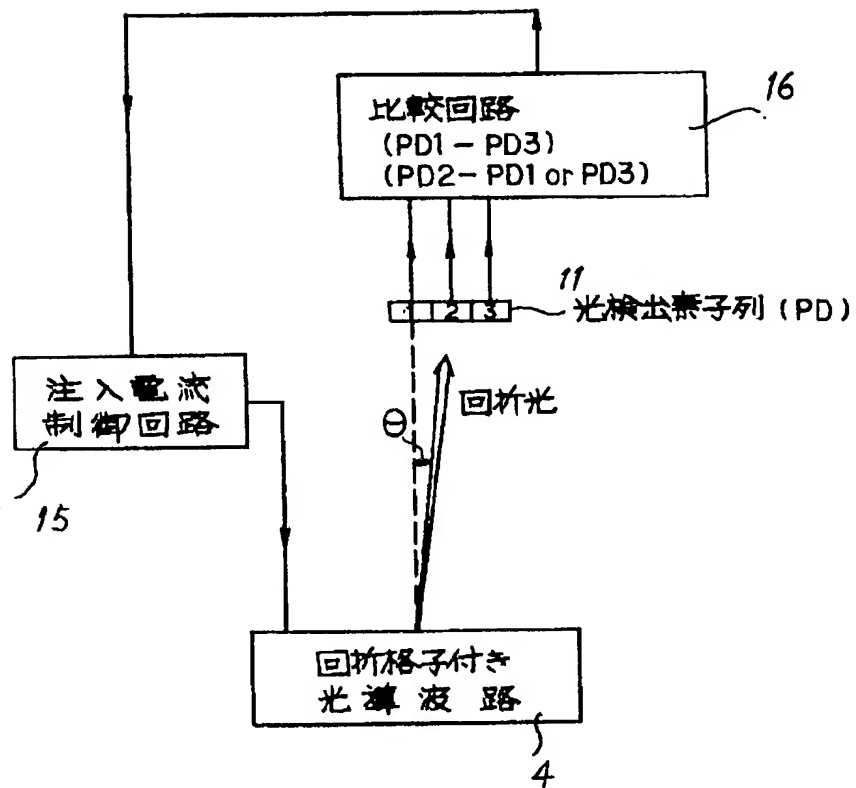 16
比較回路
(PD1-PD3)
(PD2-PD1 or PD3)
11
1 2 3
光検出素子列 (PD)
注入電流
制御回路
15
θ
回折光
回折格子付き
光導波路
4